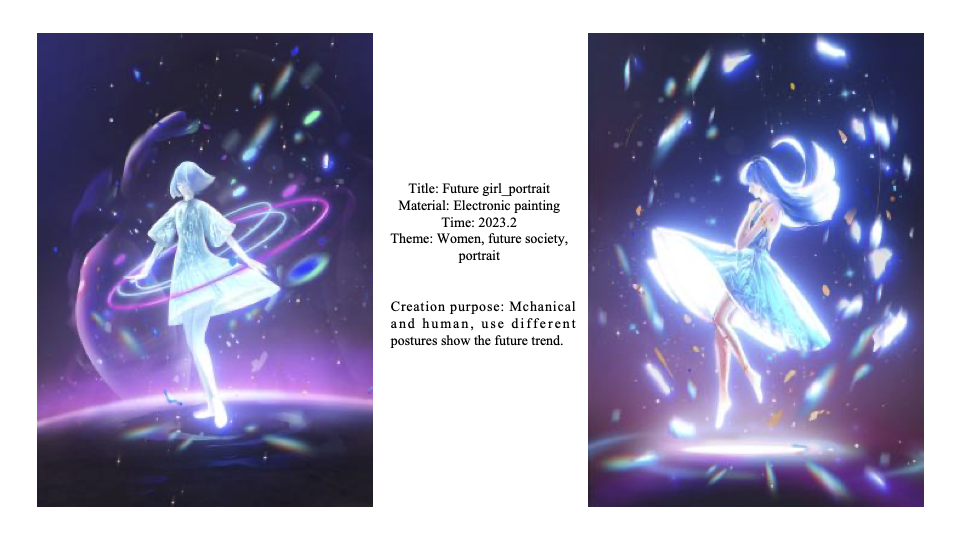 Title: Future girl_portrait
Material: Electronic painting
Time: 2023.2
Theme: Women, future society,
portrait
Creation purpose: Mchanical
and human, use different
postures show the future trend.